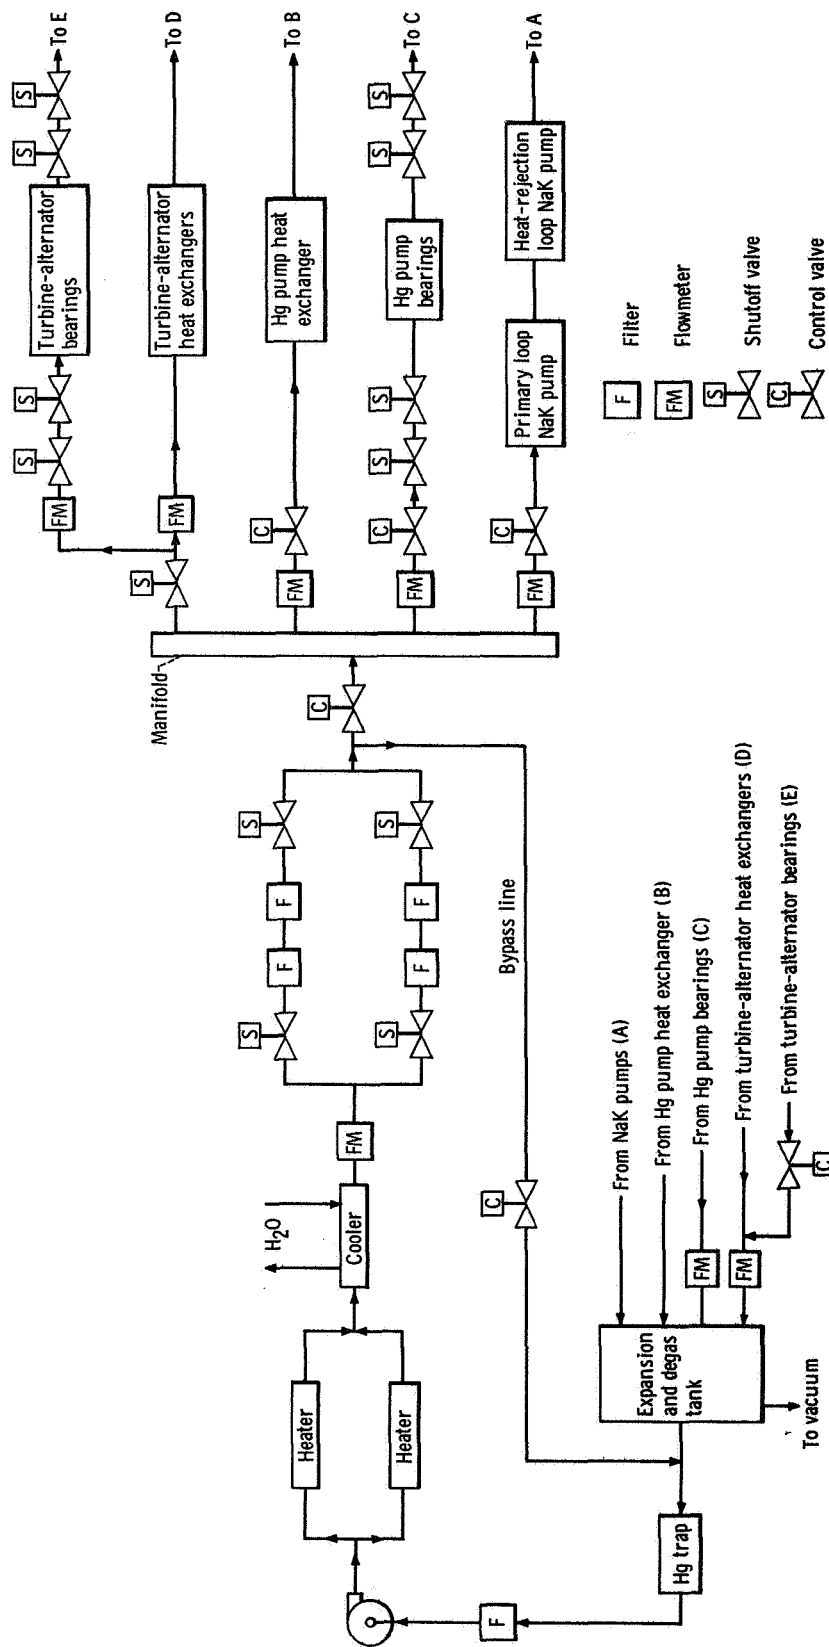 To E
To D
To B
To C
To A
S
S
S
S
Turbine-alternator
bearings
FM
Turbine-alternator
heat exchangers
FM
S
Hg pump heat
exchanger
C
FM
S
S
Hg pump
bearings
S
S
C
FM
Heat-rejection
loop NaK pump
Primary loop
NaK pump
C
FM
F
Filter
FM
Flowmeter
S
Shutoff valve
C
Control valve
Manifold
C
S
F
F
S
S
F
F
S
FM
H2O
Cooler
Heater
Heater
Bypass line
C
From NaK pumps (A)
From Hg pump heat exchanger (B)
From Hg pump bearings (C)
From turbine-alternator heat exchangers (D)
From turbine-alternator bearings (E)
C
FM
FM
Expansion
and degas
tank
To vacuum
Hg trap
F